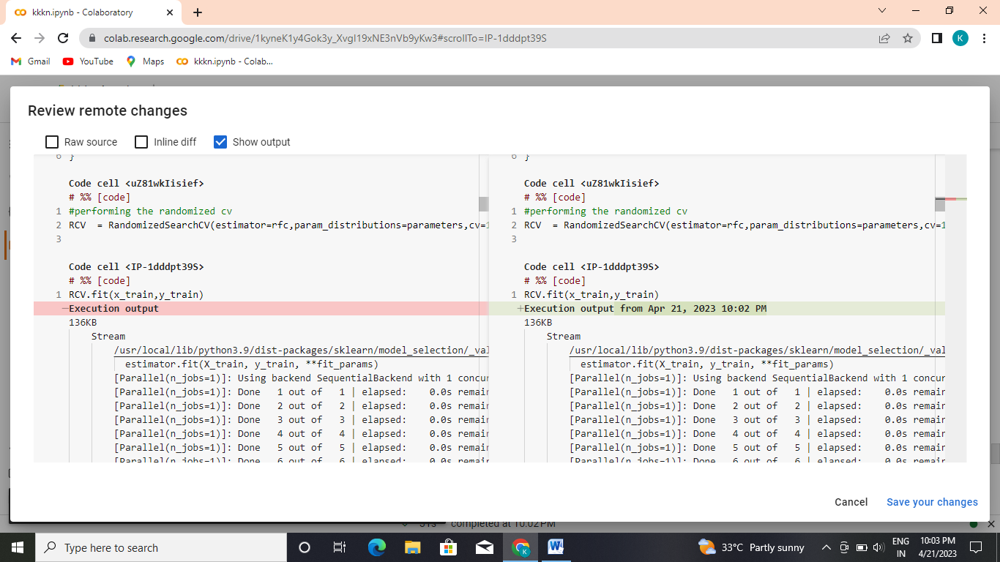 kkkn.ipynb - Colaboratory
colab.research.google.com/drive/1kyneK1y4Gok3y_XvgI19xNE3nVb9yKw3#scrollTo=IP-1dddpt39S
K
Gmail YouTube Maps kkkn.ipynb - Colab...
Review remote changes
Raw source Inline diff Show output
6 }
Code cell <uZ81wkIisief>
# %% [code]
1 #performing the randomized cv
2 RCV = RandomizedSearchCV(estimator=rfc,param_distributions=parameters,cv=1
3
Code cell <IP-1dddpt39S>
# %% [code]
1 RCV.fit(x_train,y_train)
—Execution output
136KB
Stream
/usr/local/lib/python3.9/dist-packages/sklearn/model_selection/_val
estimator.fit(X_train, y_train, **fit_params)
[Parallel(n_jobs=1)]: Using backend SequentialBackend with 1 concur
[Parallel(n_jobs=1)]: Done 1 out of 1 | elapsed: 0.0s remain
[Parallel(n_jobs=1)]: Done 2 out of 2 | elapsed: 0.0s remain
[Parallel(n_jobs=1)]: Done 3 out of 3 | elapsed: 0.0s remain
[Parallel(n_jobs=1)]: Done 4 out of 4 | elapsed: 0.0s remain
[Parallel(n_jobs=1)]: Done 5 out of 5 | elapsed: 0.0s remain
[Parallel(n_jobs=1)]: Done 6 out of 6 | elapsed: 0.0s remain
6 }
Code cell <uZ81wkIisief>
# %% [code]
1 #performing the randomized cv
2 RCV = RandomizedSearchCV(estimator=rfc,param_distributions=parameters,cv=1
3
Code cell <IP-1dddpt39S>
# %% [code]
1 RCV.fit(x_train,y_train)
+Execution output from Apr 21, 2023 10:02 PM
136KB
Stream
/usr/local/lib/python3.9/dist-packages/sklearn/model_selection/_val
estimator.fit(X_train, y_train, **fit_params)
[Parallel(n_jobs=1)]: Using backend SequentialBackend with 1 concur
[Parallel(n_jobs=1)]: Done 1 out of 1 | elapsed: 0.0s remain
[Parallel(n_jobs=1)]: Done 2 out of 2 | elapsed: 0.0s remain
[Parallel(n_jobs=1)]: Done 3 out of 3 | elapsed: 0.0s remain
[Parallel(n_jobs=1)]: Done 4 out of 4 | elapsed: 0.0s remain
[Parallel(n_jobs=1)]: Done 5 out of 5 | elapsed: 0.0s remain
[Parallel(n_jobs=1)]: Done 6 out of 6 | elapsed: 0.0s remain
Cancel Save your changes
51s completed at 10:02 PM
Type here to search
33°C Partly sunny
ENG
IN
10:03 PM
4/21/2023